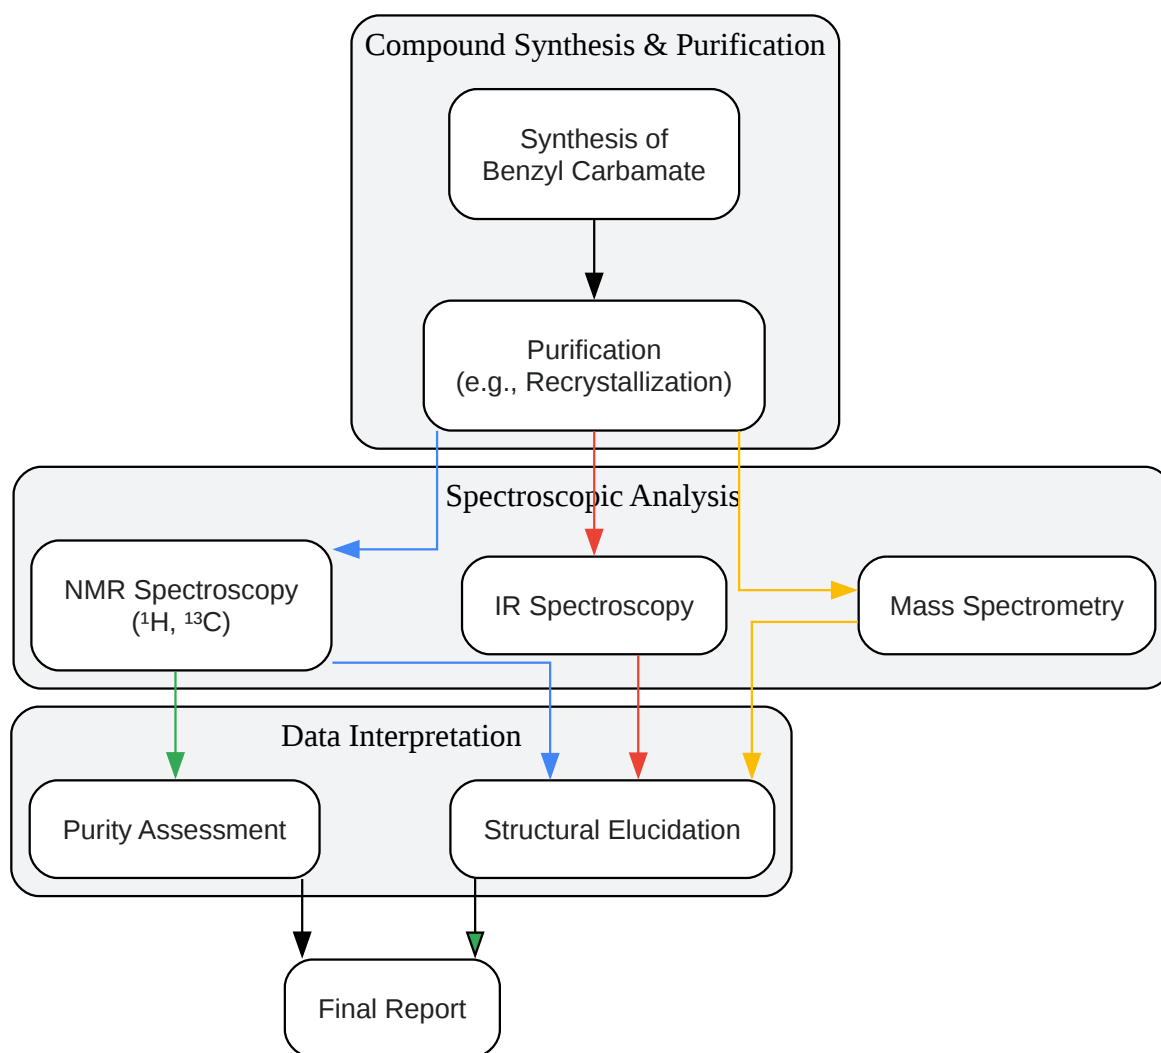 Compound Synthesis & Purification
Synthesis of
Benzyl Carbamate
Purification
(e.g., Recrystallization)
Spectroscopic Analysis
NMR Spectroscopy
(¹H, ¹³C)
IR Spectroscopy
Mass Spectrometry
Data Interpretation
Purity Assessment
Structural Elucidation
Final Report